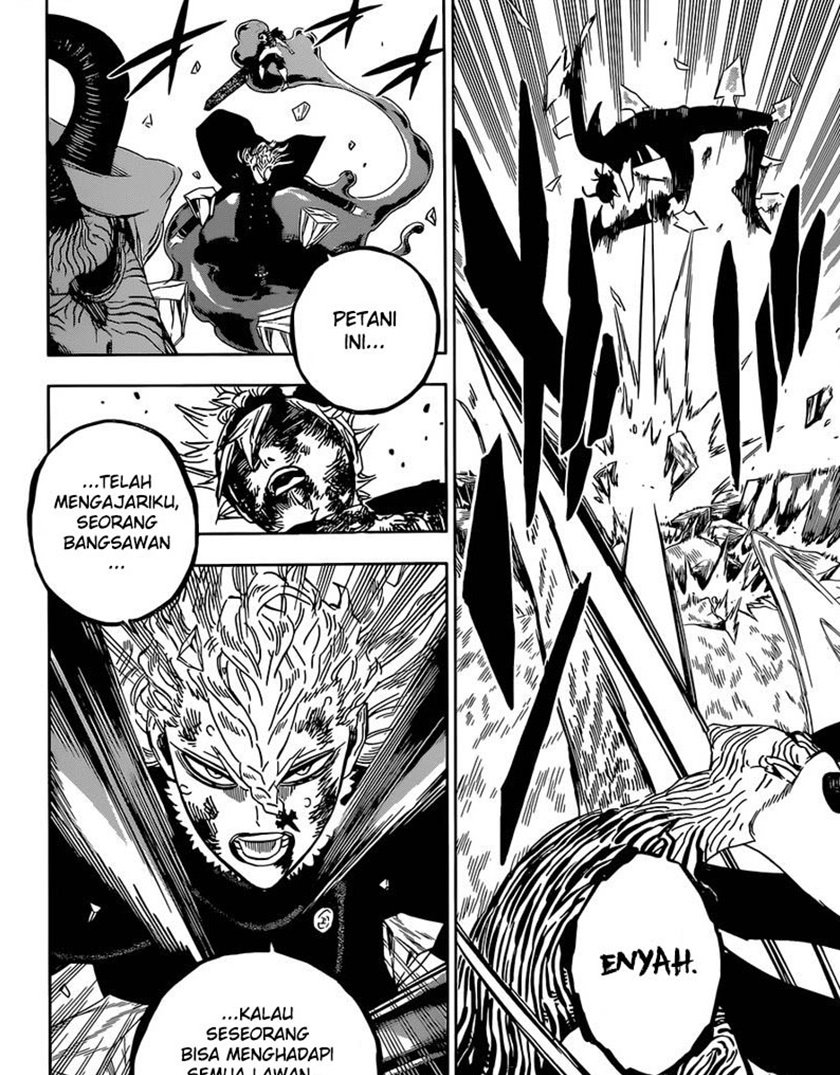 ENYAH.
PETANI
INI...
...TELAH
MENGAJARIKU,
SEORANG
BANGSAWAN
...
...KALAU
SESEORANG
BISA MENGHADAPI
SEMUA LAWAN...